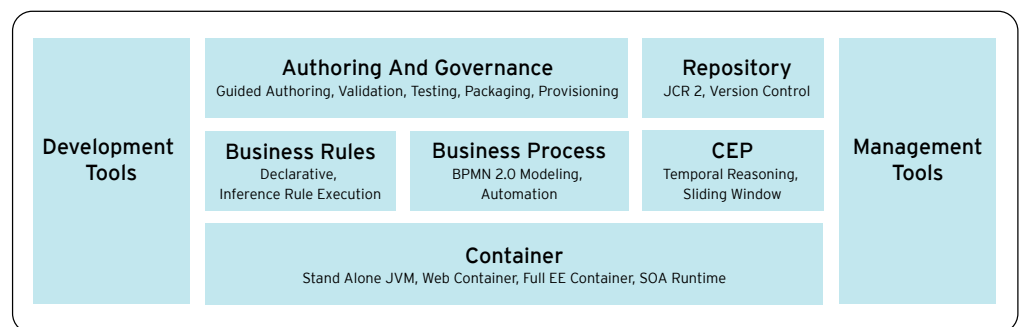 Development
Tools
Authoring And Governance
Guided Authoring, Validation, Testing, Packaging, Provisioning
Repository
JCR 2, Version Control
Business Rules
Declarative,
Inference Rule Execution
Business Process
BPMN 2.0 Modeling,
Automation
CEP
Temporal Reasoning,
Sliding Window
Container
Stand Alone JVM, Web Container, Full EE Container, SOA Runtime
Management
Tools